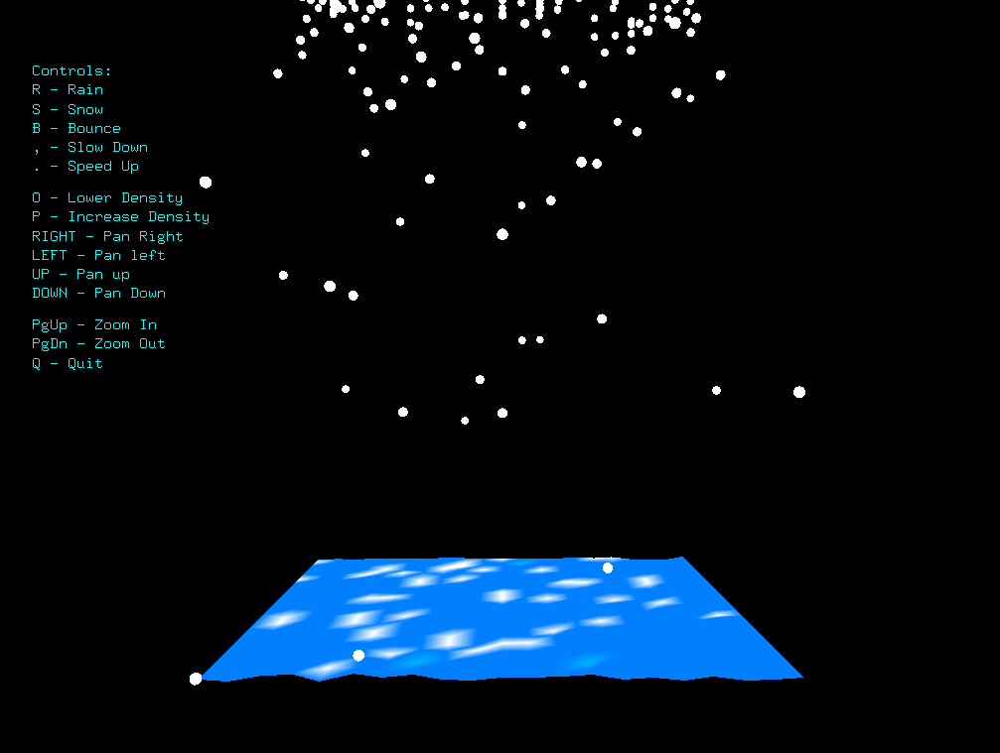 Controls:
R - Rain
S - Snow
B - Bounce
, - Slow Down
. - Speed Up
O - Lower Density
P - Increase Density
RIGHT - Pan Right
LEFT - Pan left
UP - Pan up
DOWN - Pan Down
PgUp - Zoom In
PgDn - Zoom Out
Q - Quit